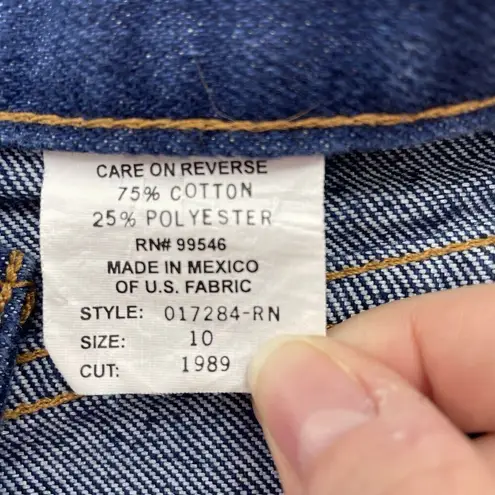 CARE ON REVERSE
75% COTTON
25% POLYESTER
RN# 99546
MADE IN MEXICO
OF U.S. FABRIC
STYLE: 017284-RN
SIZE: 10
CUT: 1989